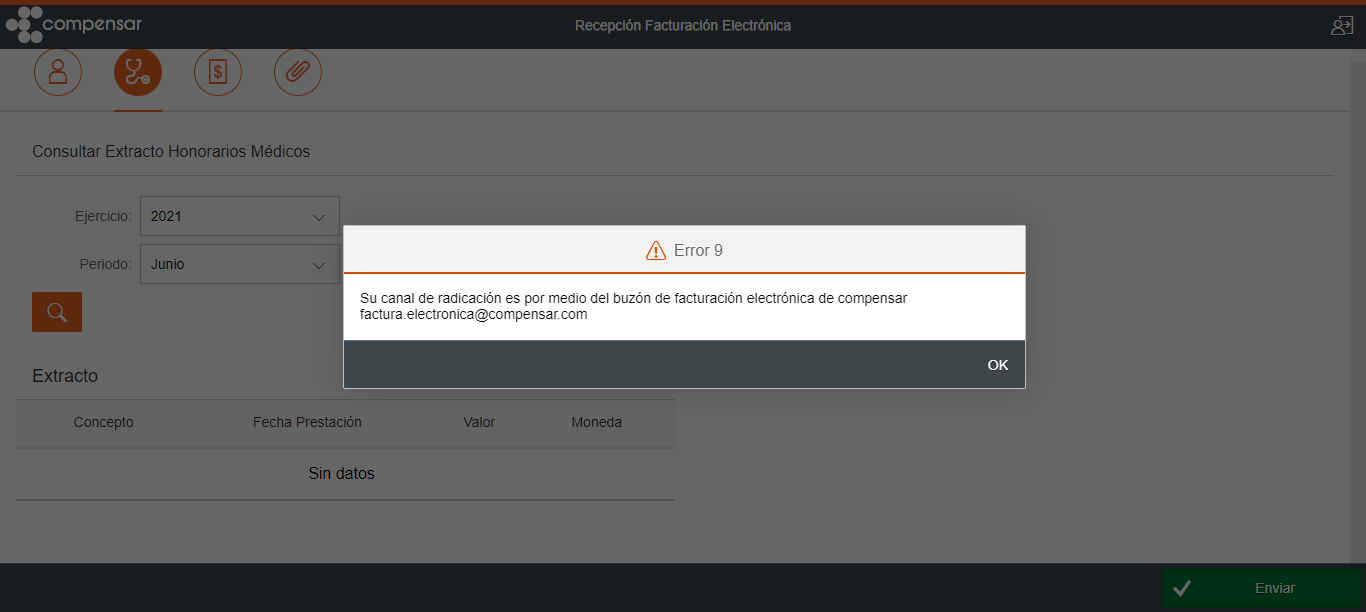 compensar
Recepción Facturación Electrónica
$
Consultar Extracto Honorarios Médicos
Ejercicio: 2021
Periodo: Junio
Error 9
Su canal de radicación es por medio del buzón de facturación electrónica de compensar
factura.electronica@compensar.com
OK
Extracto
Concepto Fecha Prestación Valor Moneda
Sin datos
Enviar